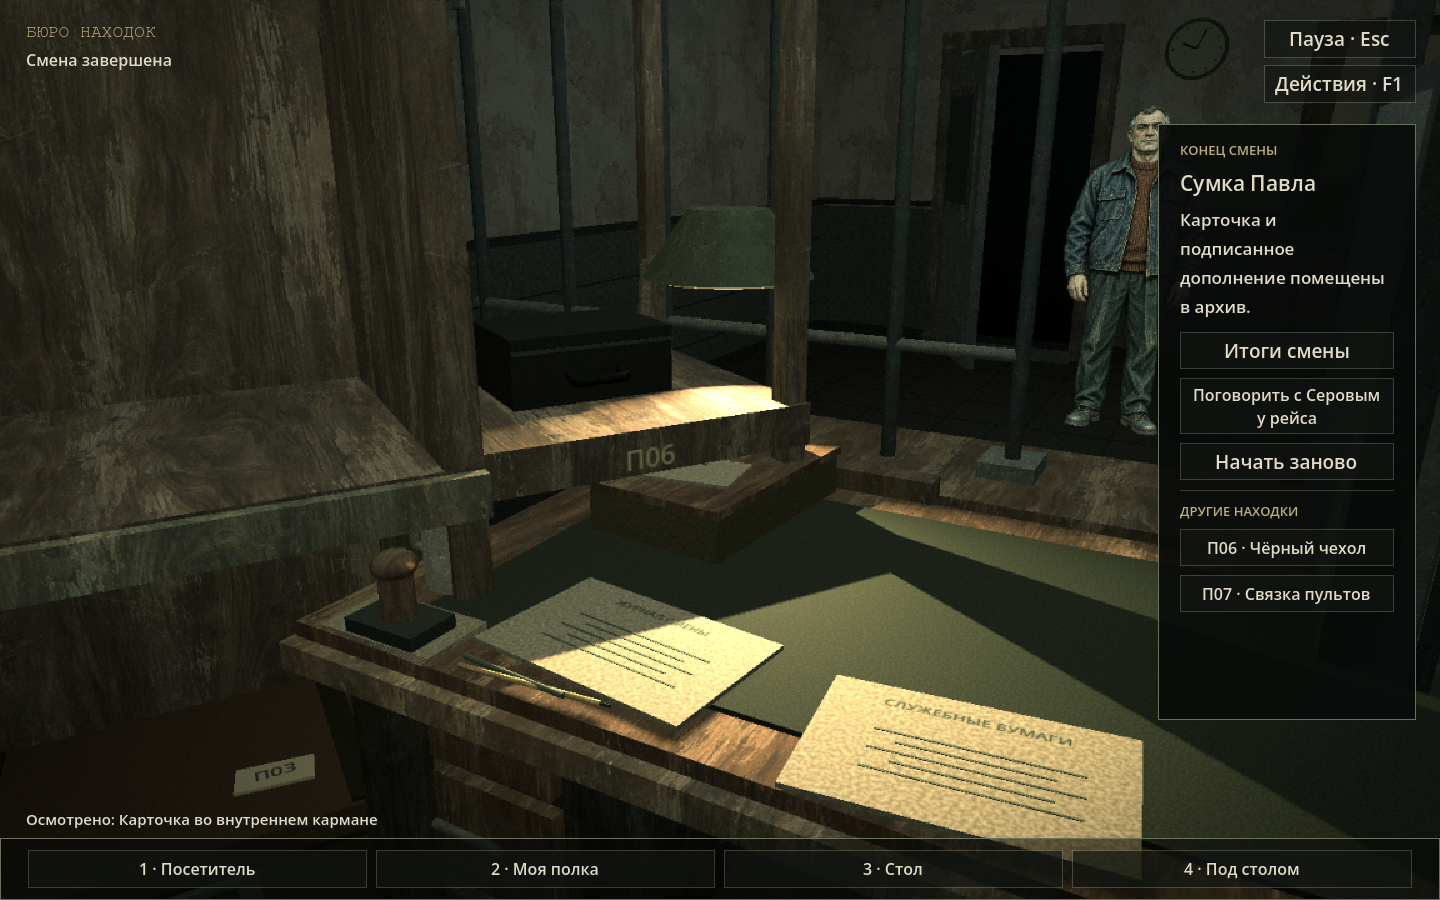 БЮРО НАХОДОК
Смена завершена
Пауза · Esc
Действия · F1
КОНЕЦ СМЕНЫ
Сумка Павла
Карточка и
подписанное
дополнение помещены
в архив.
Итоги смены
Поговорить с Серовым
у рейса
Начать заново
ДРУГИЕ НАХОДКИ
П06 · Чёрный чехол
П07 · Связка пультов
П06
ЖУРНАЛ СМЕНЫ
СЛУЖЕБНЫЕ БУМАГИ
П03
Осмотрено: Карточка во внутреннем кармане
1 · Посетитель
2 · Моя полка
3 · Стол
4 · Под столом